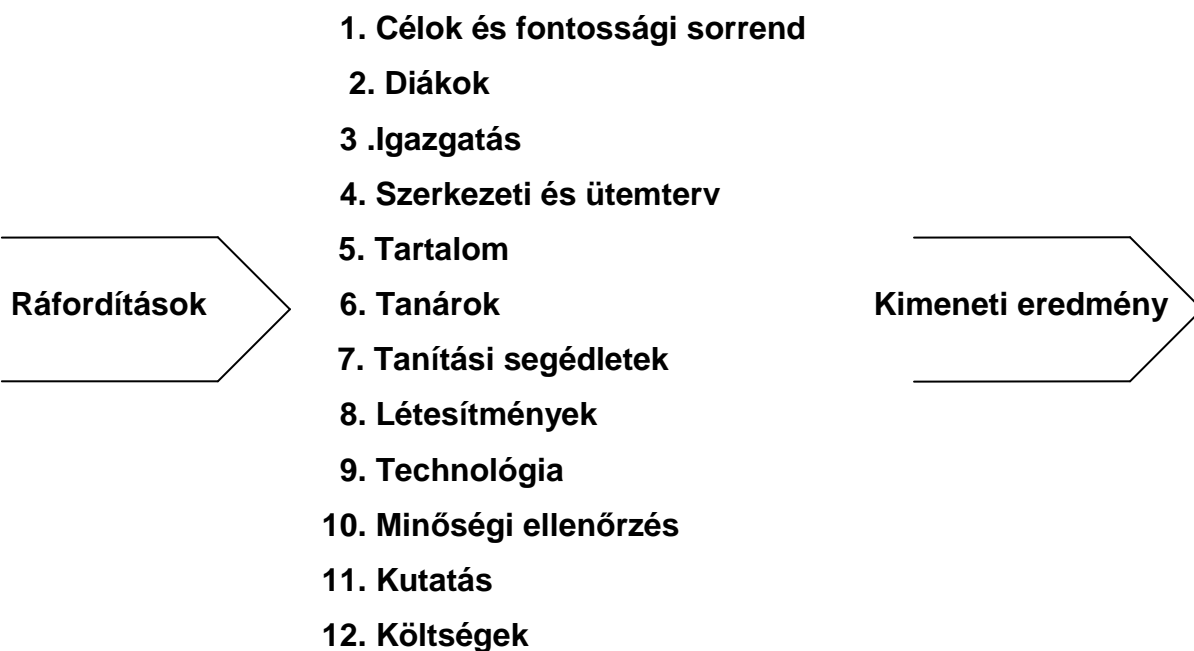 1. Célok és fontossági sorrend
2. Diákok
3 .Igazgatás
4. Szerkezeti és ütemterv
5. Tartalom
Ráfordítások
6. Tanárok
Kimeneti eredmény
7. Tanítási segédletek
8. Létesítmények
9. Technológia
10. Minőségi ellenőrzés
11. Kutatás
12. Költségek